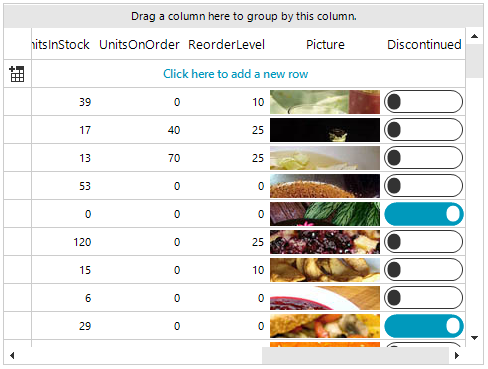 Drag a column here to group by this column.
nitsInStock UnitsOnOrder ReorderLevel Picture Discontinued
Click here to add a new row
39 0 10
17 40 25
13 70 25
53 0 0
0 0 0
120 0 25
15 0 10
6 0 0
29 0 0